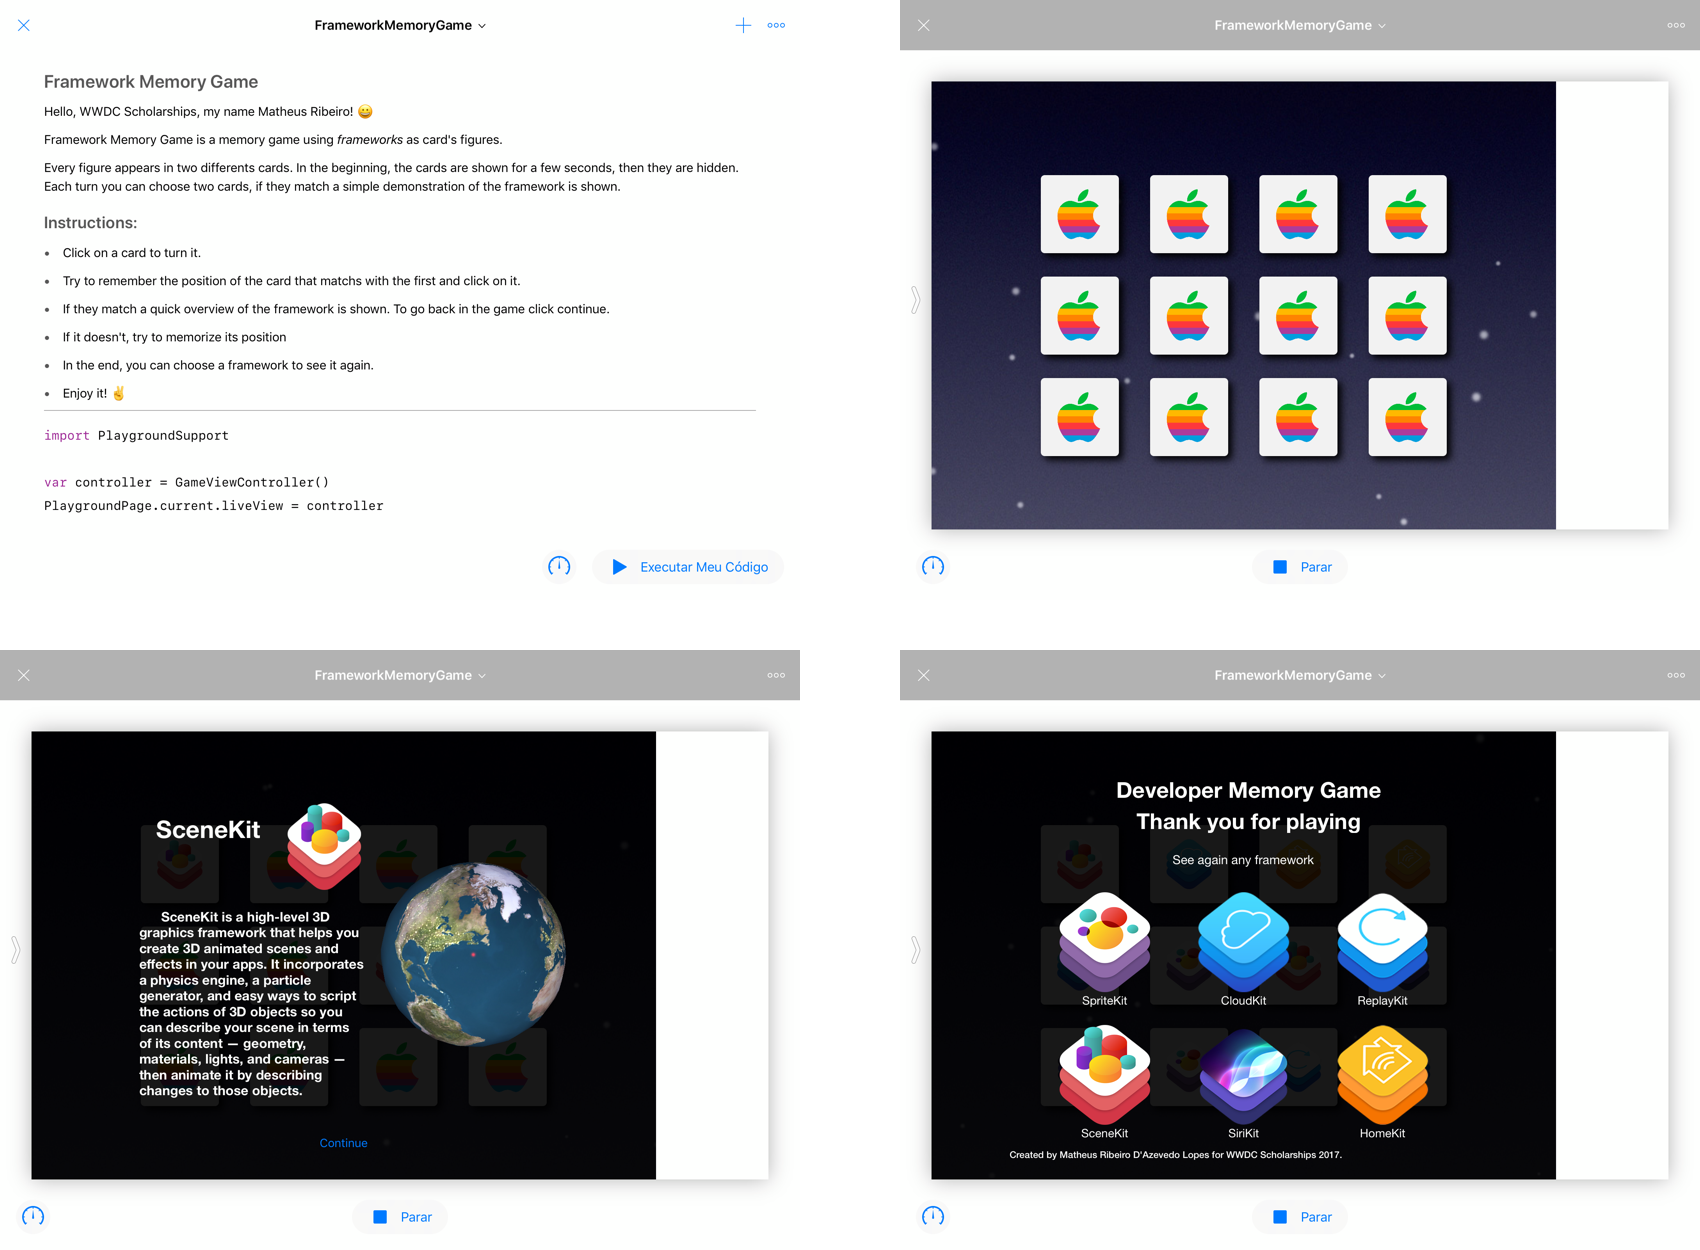 FrameworkMemoryGame
Framework Memory Game
Hello, WWDC Scholarships, my name Matheus Ribeiro! 😀
Framework Memory Game is a memory game using frameworks as card's figures.
Every figure appears in two differents cards. In the beginning, the cards are shown for a few seconds, then they are hidden.
Each turn you can choose two cards, if they match a simple demonstration of the framework is shown.
Instructions:
• Click on a card to turn it.
• Try to remember the position of the card that matchs with the first and click on it.
• If they match a quick overview of the framework is shown. To go back in the game click continue.
• If it doesn't, try to memorize its position
• In the end, you can choose a framework to see it again.
• Enjoy it! ✌️
import PlaygroundSupport
var controller = GameViewController()
PlaygroundPage.current.liveView = controller
Executar Meu Código
FrameworkMemoryGame
Parar
FrameworkMemoryGame
SceneKit
SceneKit is a high-level 3D
graphics framework that helps you
create 3D animated scenes and
effects in your apps. It incorporates
a physics engine, a particle
generator, and easy ways to script
the actions of 3D objects so you
can describe your scene in terms
of its content — geometry,
materials, lights, and cameras —
then animate it by describing
changes to those objects.
Continue
Parar
FrameworkMemoryGame
Developer Memory Game
Thank you for playing
See again any framework
SpriteKit CloudKit ReplayKit
SceneKit SiriKit HomeKit
Created by Matheus Ribeiro D'Azevedo Lopes for WWDC Scholarships 2017.
Parar